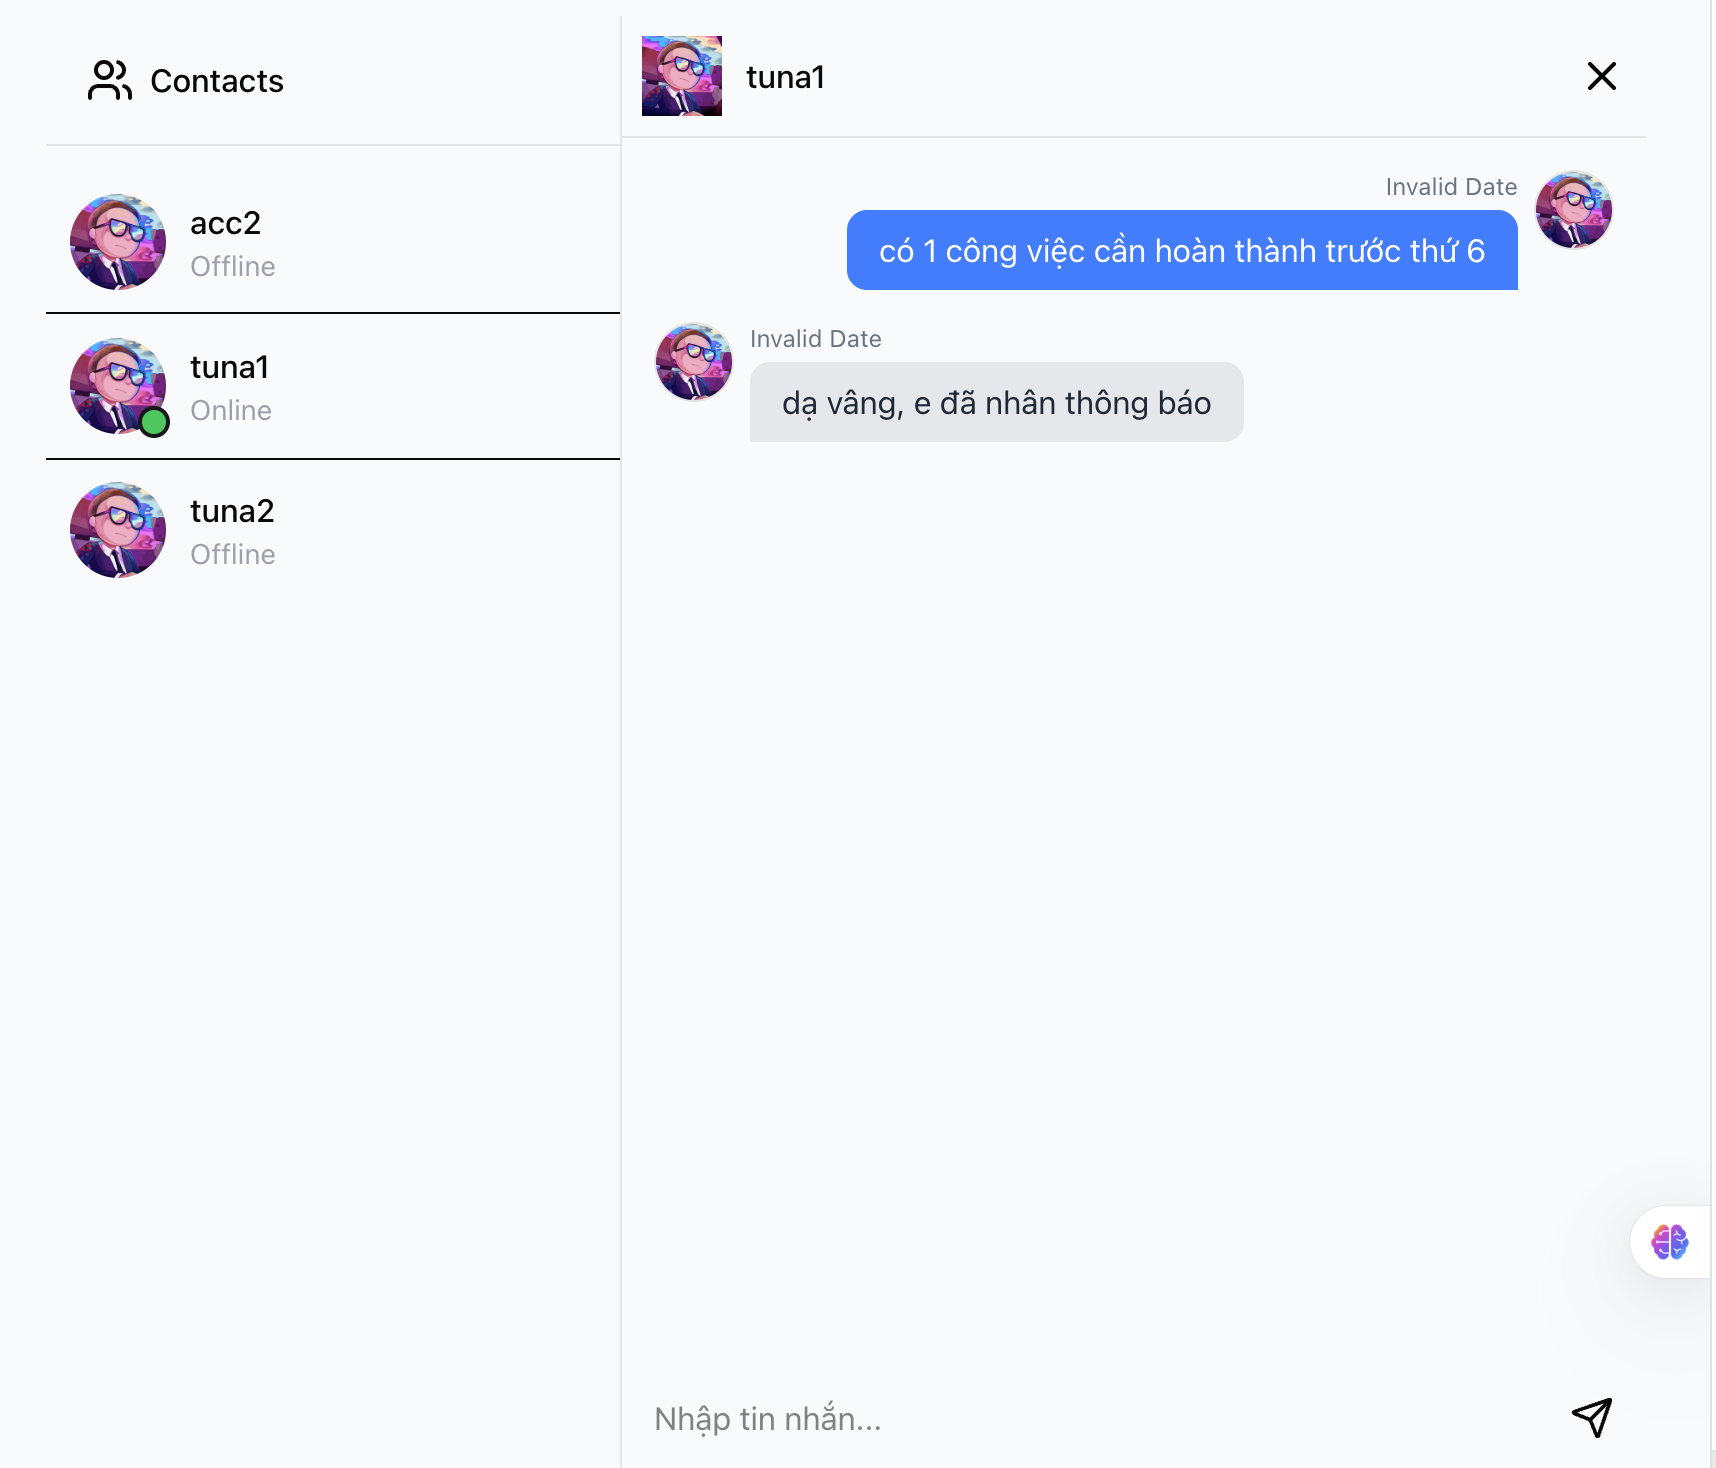 Contacts
acc2
Offline
tuna1
Online
tuna2
Offline
tuna1
Invalid Date
có 1 công việc cần hoàn thành trước thứ 6
Invalid Date
dạ vâng, e đã nhân thông báo
Nhập tin nhắn...